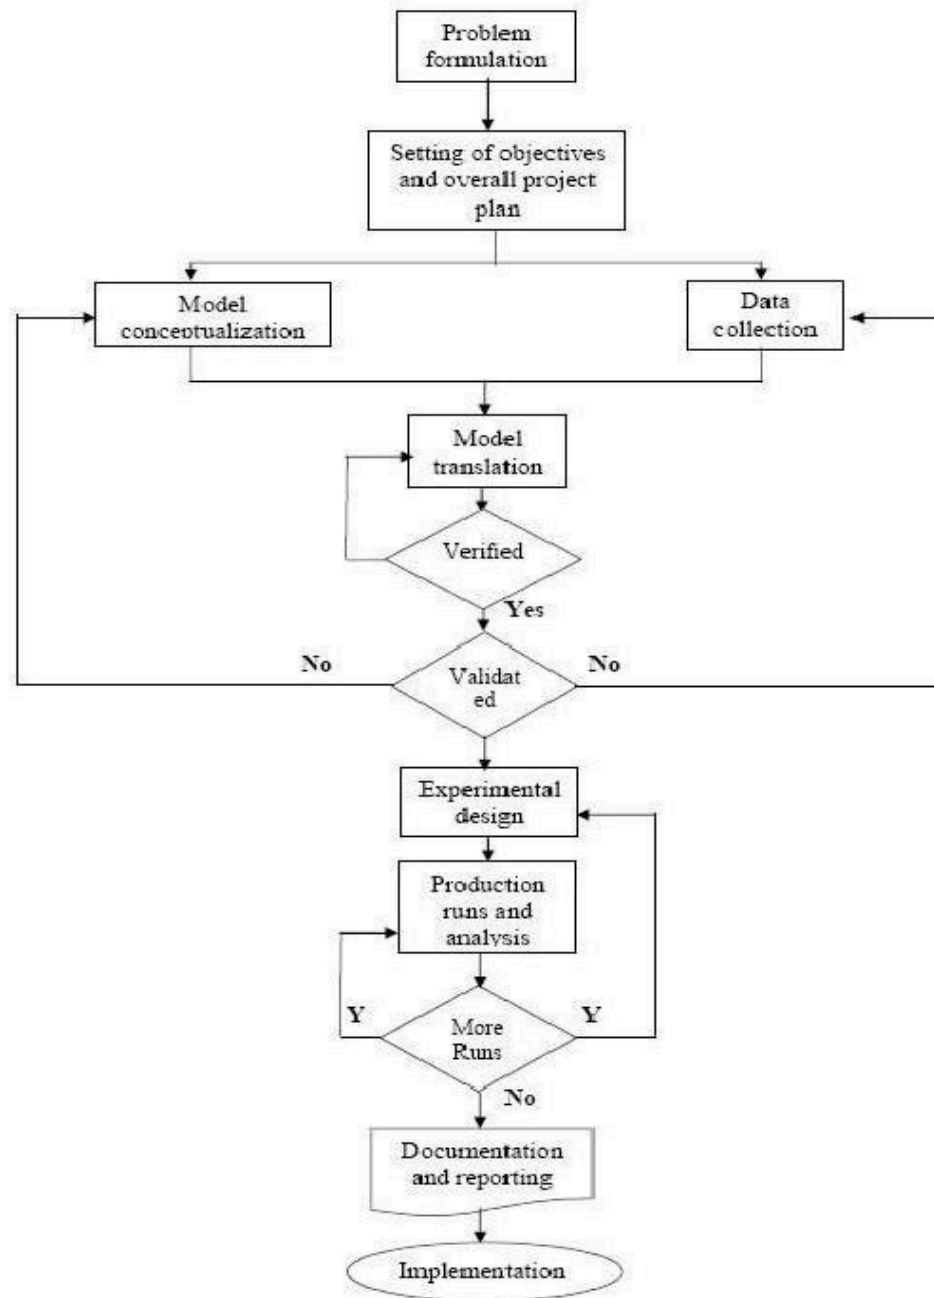 Problem
formulation
Setting of objectives
and overall project
plan
Model
conceptualization
Data
collection
Model
translation
Verified
Yes
No
No
Validat
ed
Experimental
design
Production
runs and
analysis
Y
Y
More
Runs
No
Documentation
and reporting
Implementation